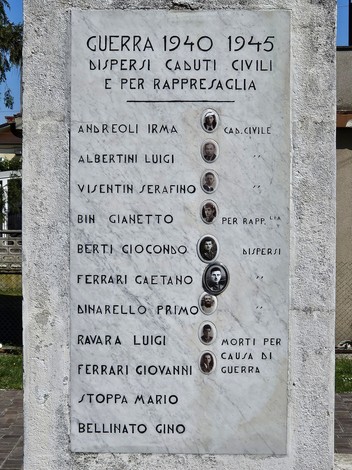 GUERRA 1940 1945
DISPERSI CADUTI CIVILI
E PER RAPPRESAGLIA
ANDREOLI IRMA CAD.CIVILE
ALBERTINI LUIGI "
VISENTIN SERAFINO "
BIN GIANETTO PER RAPP.LIA
BERTI GIOCONDO DISPERSI
FERRARI GAETANO "
DINARELLO PRIMO "
RAVARA LUIGI MORTI PER
CAUSA DI
FERRARI GIOVANNI GUERRA
STOPPA MARIO
BELLINATO GINO